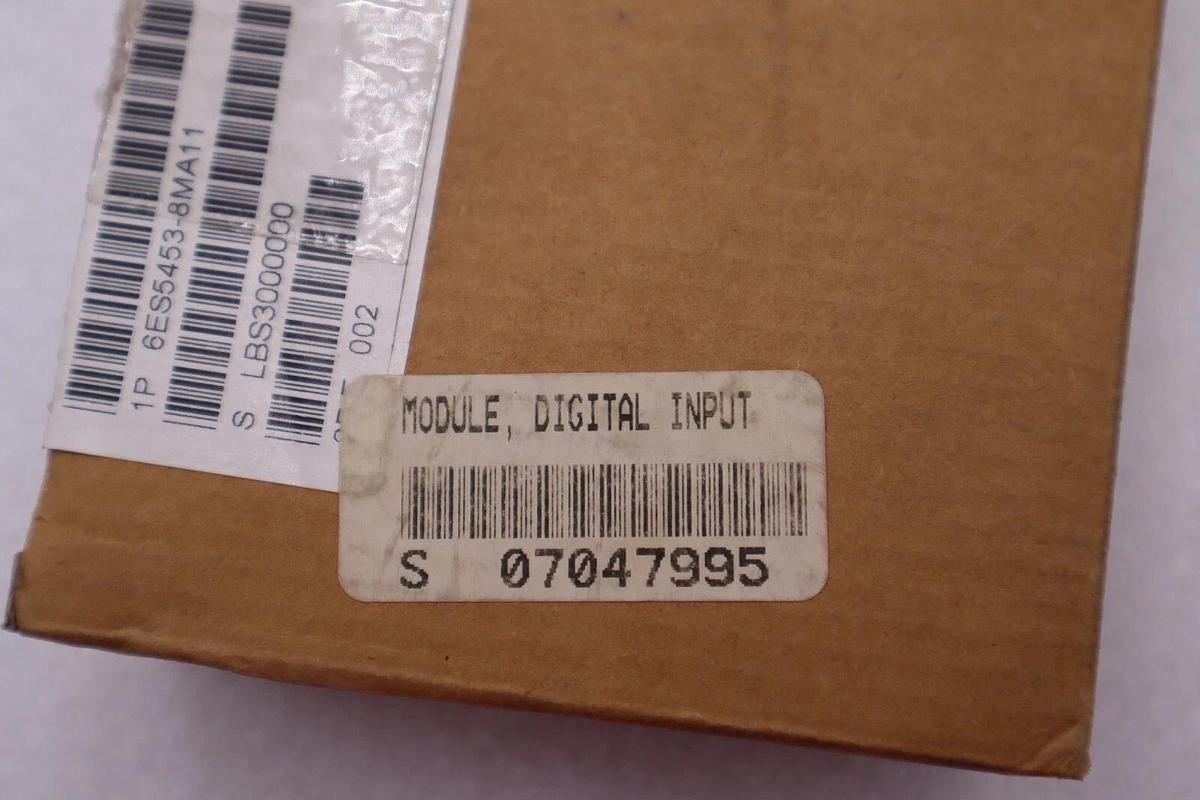 1P 6ES5453-8MA11
S LBS3000000
002
MODULE, DIGITAL INPUT
S 07047995